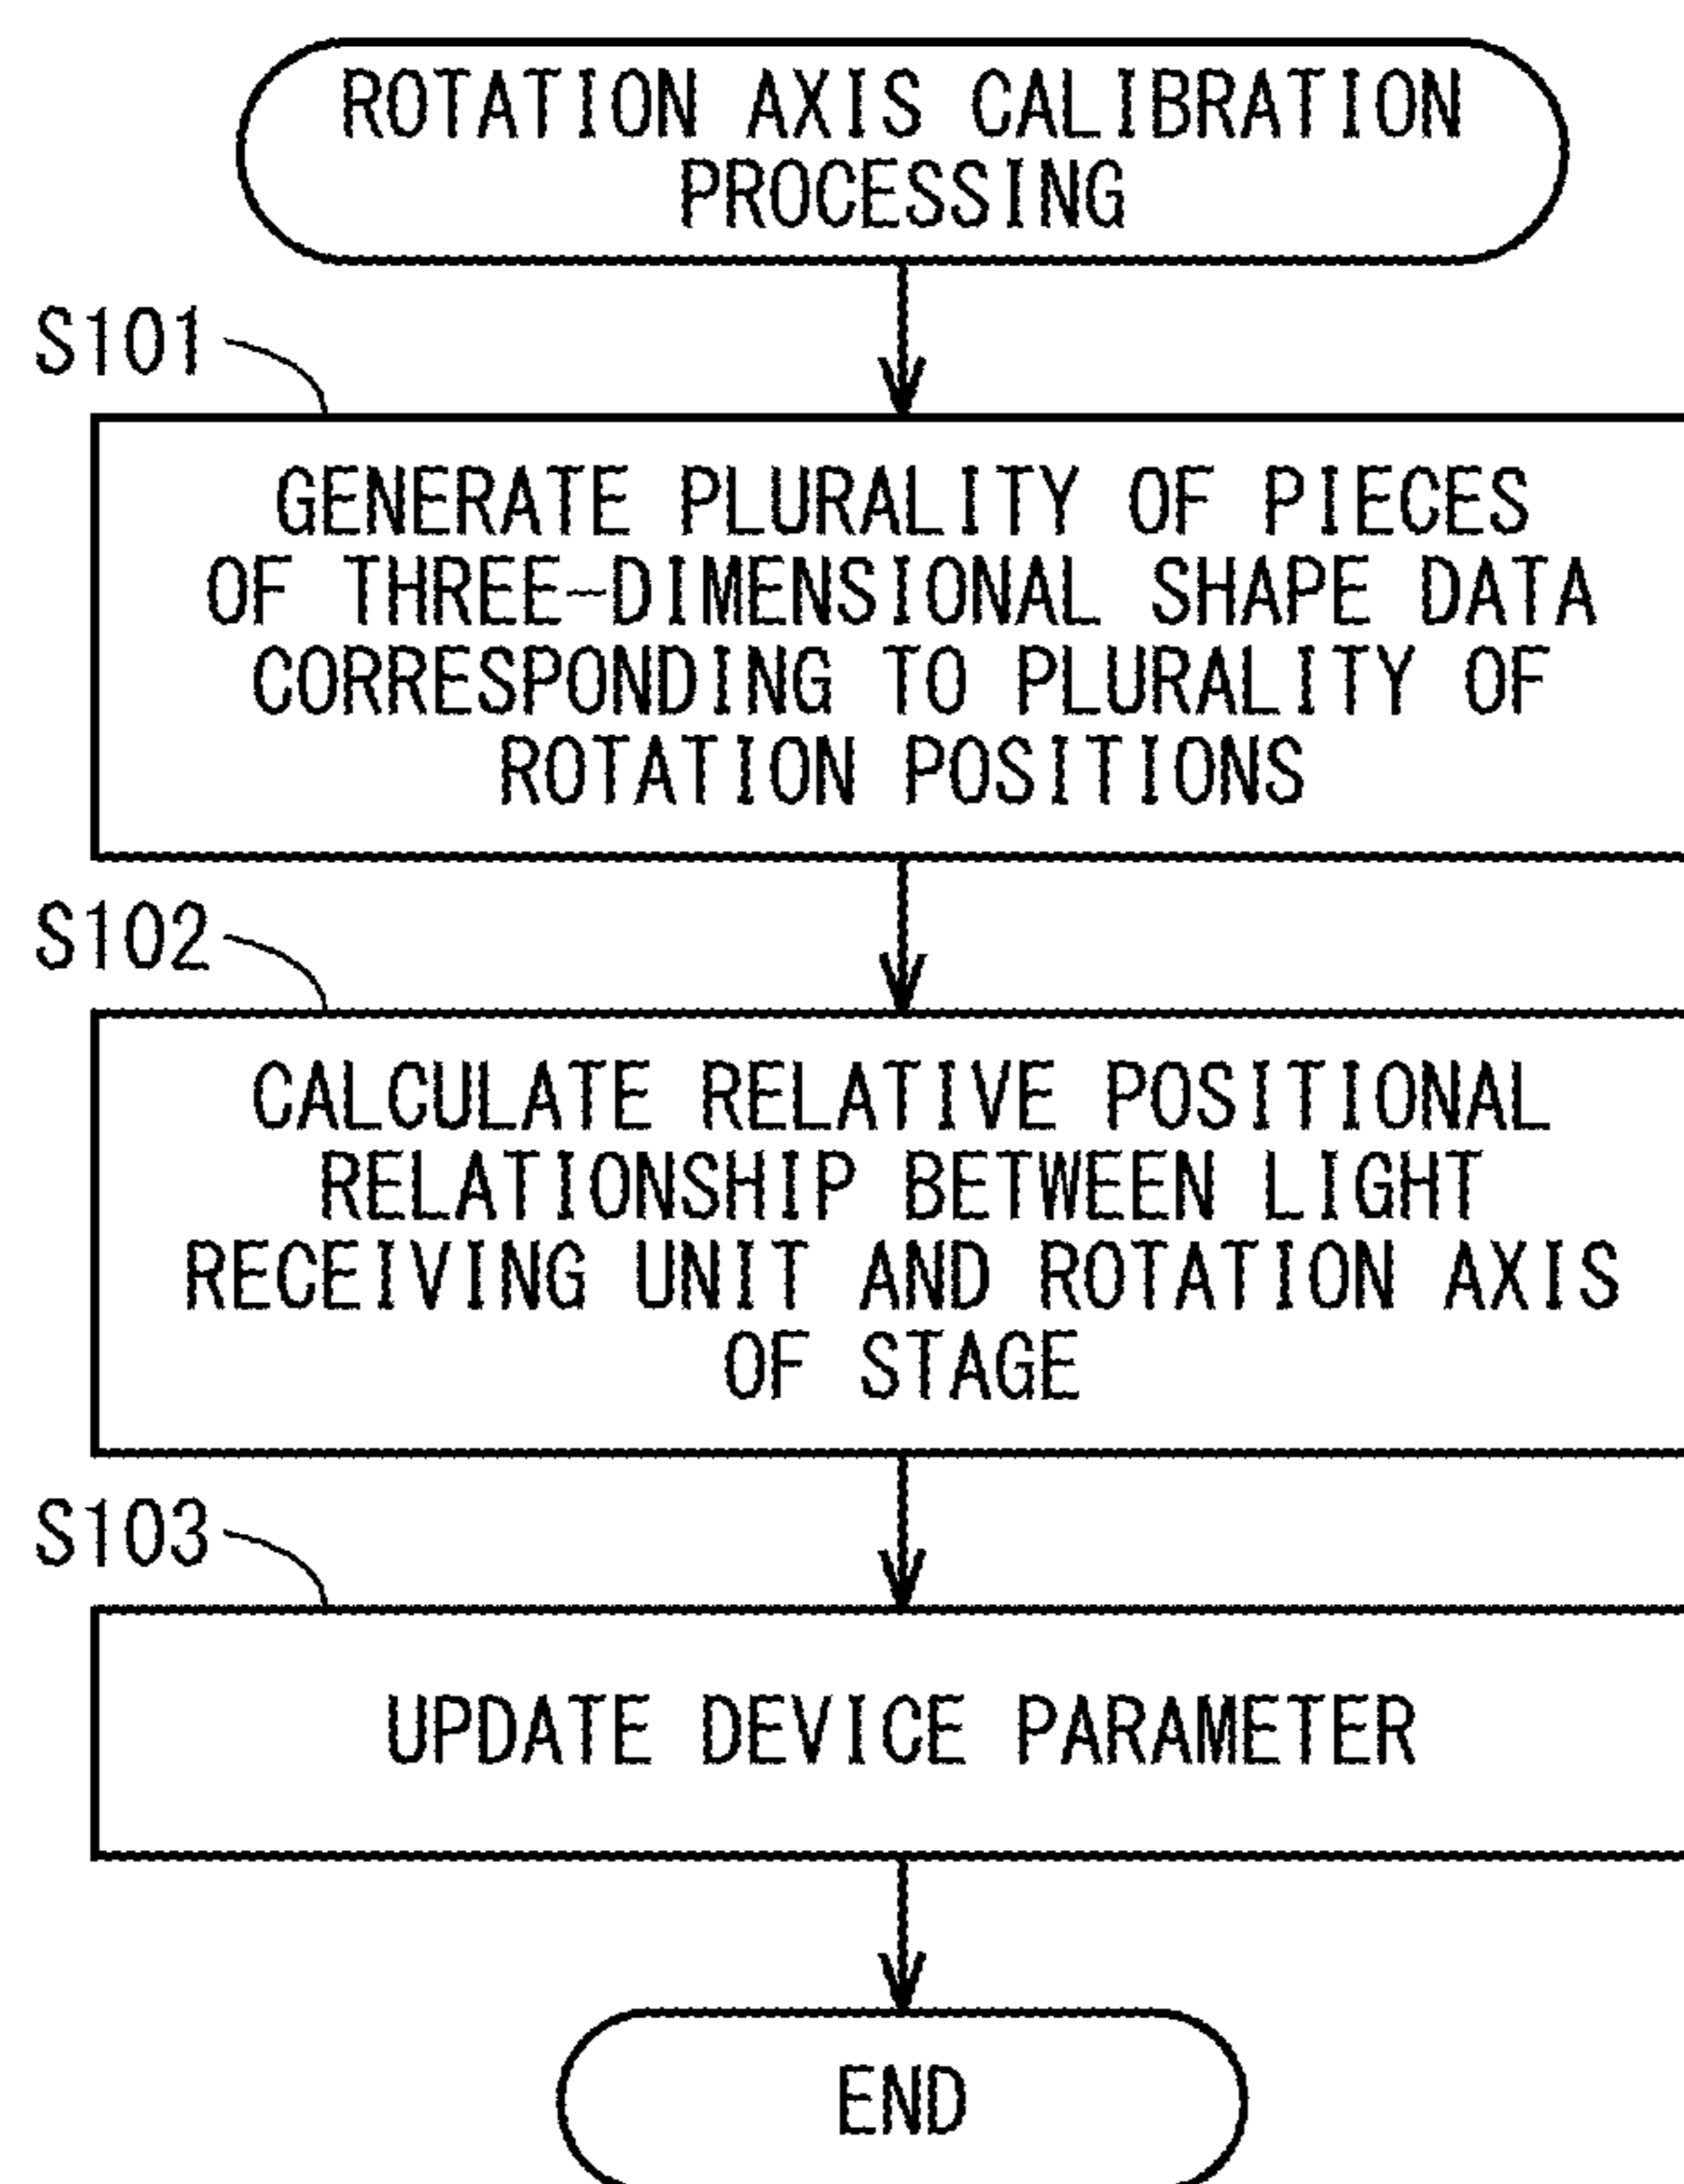 ROTATION AXIS CALIBRATION
PROCESSING
S101
GENERATE PLURALITY OF PIECES
OF THREE-DIMENSIONAL SHAPE DATA
CORRESPONDING TO PLURALITY OF
ROTATION POSITIONS
S102
CALCULATE RELATIVE POSITIONAL
RELATIONSHIP BETWEEN LIGHT
RECEIVING UNIT AND ROTATION AXIS
OF STAGE
S103
UPDATE DEVICE PARAMETER
END